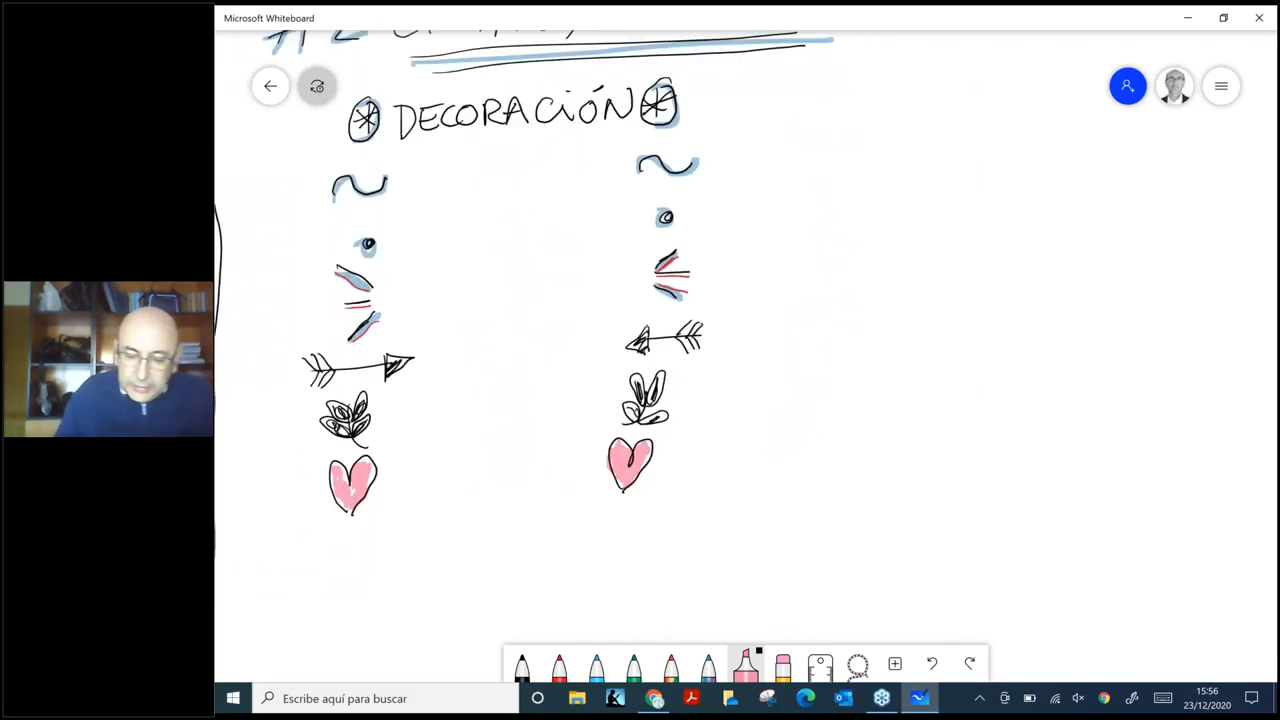 Microsoft Whiteboard
DECORACIÓN
Escribe aquí para buscar
15:56
23/12/2020